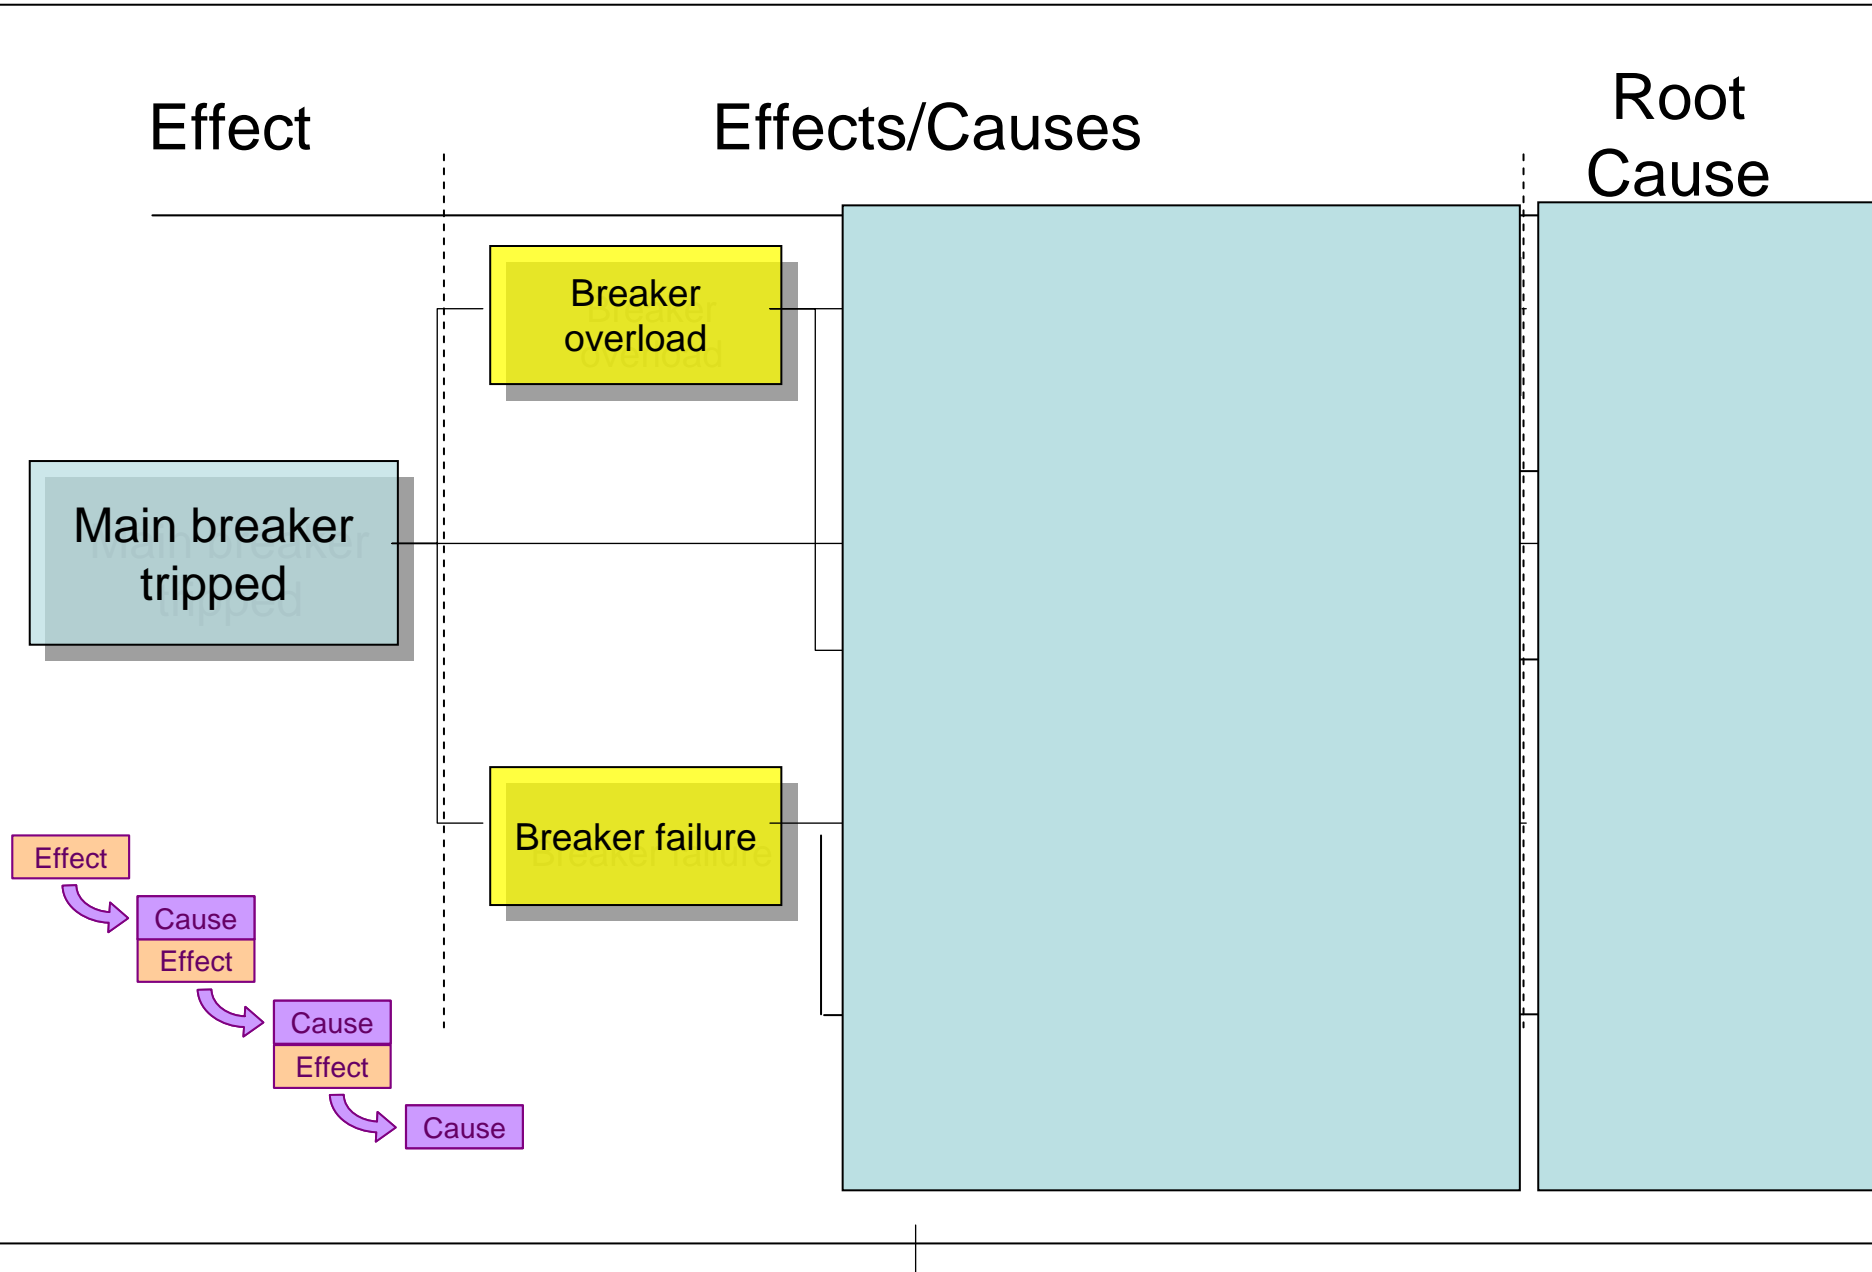 Effect
Effects/Causes
Root
Cause
Breaker
overload
Main breaker
tripped
Breaker failure
Effect
Cause
Effect
Cause
Effect
Cause